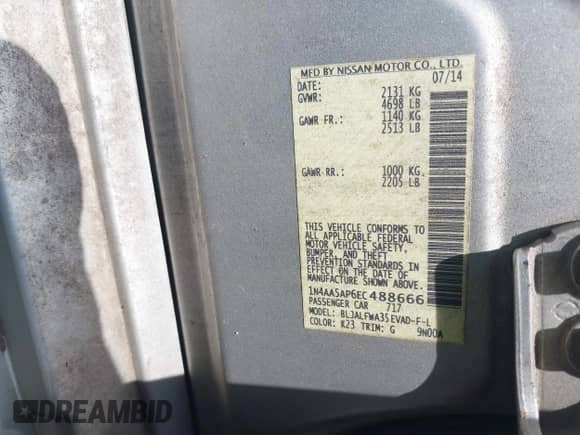 MFD BY NISSAN MOTOR CO., LTD.
DATE: 07/14
GVWR: 2131 KG
4698 LB
GAWR FR.: 1140 KG
2513 LB
GAWR RR.: 1000 KG
2205 LB
THIS VEHICLE CONFORMS TO
ALL APPLICABLE FEDERAL
MOTOR VEHICLE SAFETY,
BUMPER, AND THEFT
PREVENTION STANDARDS IN
EFFECT ON THE DATE OF
MANUFACTURE SHOWN ABOVE.
1N4AA5AP6EC488666
PASSENGER CAR 717
MODEL: BLJALFWA35EVAD-F-L
COLOR: K23 TRIM: G 9N00A
DREAMBID